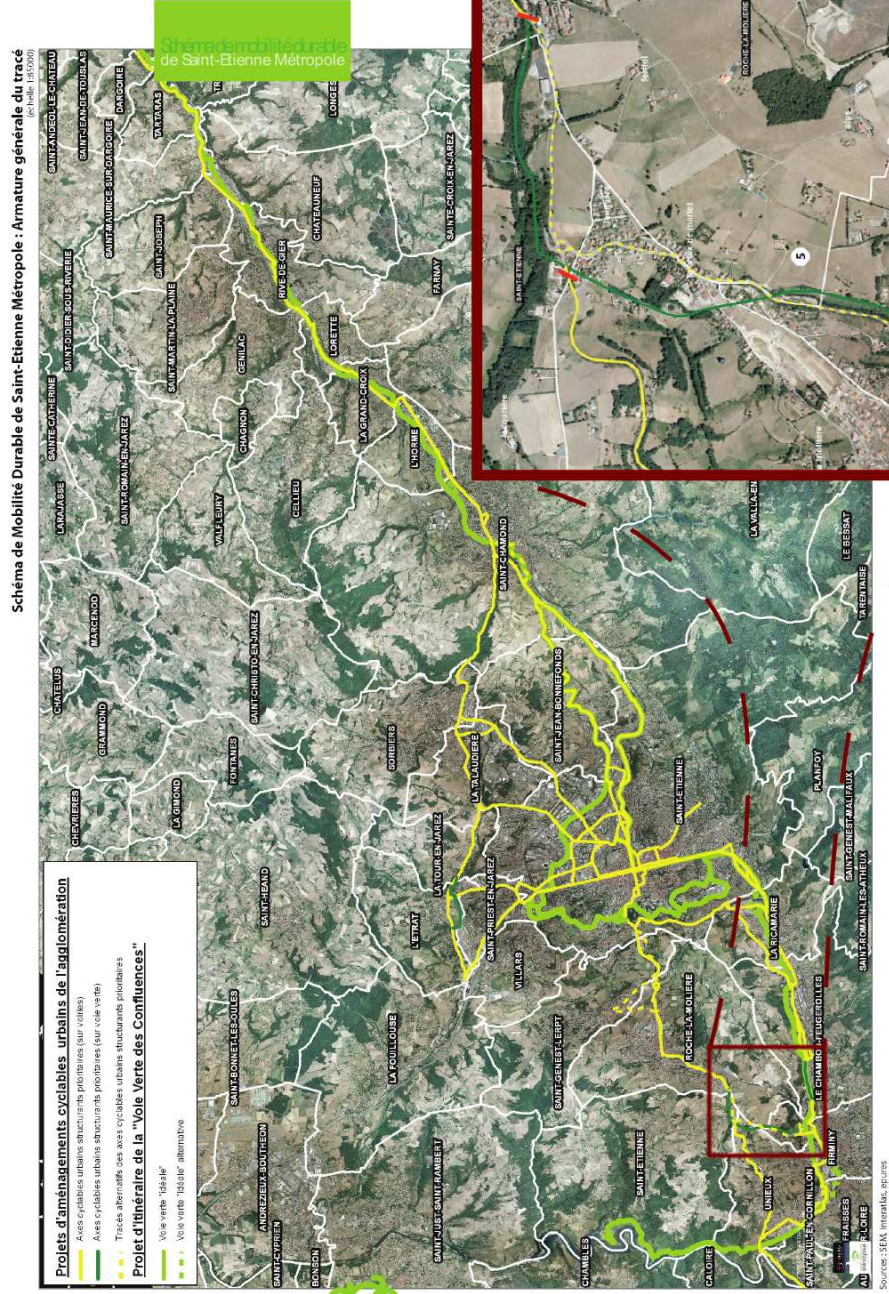 Schéma de Mobilité Durable de Saint-Etienne Métropole : Armature générale du tracé
(échelle 1:85000)
Schéma de mobilité durable
de Saint-Etienne Métropole
Projets d'aménagements cyclables urbains de l'agglomération
Axes cyclables urbains structurants prioritaires (sur voiries)
Axes cyclables urbains structurants prioritaires (sur voie verte)
Tracés alternatifs des axes cyclables urbains structurants prioritaires
Projet d'itinéraire de la "Voie Verte des Confluences"
Voie verte "idéale"
Voie verte "idéale" alternative
CHEVRIERES
CHATELUS
GRAMMOND
MARCENOD
LARAJASSE
SAINTE-CATHERINE
SAINT-DIDIER-SOUS-RIVERIE
SAINT-ANDEOL-LE-CHATEAU
SAINT-JEAN-DE-TOUSLAS
SAINT-MAURICE-SUR-DARGOIRE
DARGOIRE
TARTARAS
LA GIMOND
FONTANES
SAINT-CHRISTO-EN-JAREZ
SAINT-ROMAIN-EN-JAREZ
VALFLEURY
CHAGNON
CELLIEU
GENILAC
SAINT-MARTIN-LA-PLAINE
SAINT-JOSEPH
RIVE-DE-GIER
CHATEAUNEUF
LONGES
SAINTE-CROIX-EN-JAREZ
FARNAY
LORETTE
LA GRAND-CROIX
L'HORME
SAINT-CHAMOND
SAINT-HEAND
SORBIERS
LA TALAUDIERE
SAINT-JEAN-BONNEFONDS
LA TOUR-EN-JAREZ
L'ETRAT
SAINT-PRIEST-EN-JAREZ
VILLARS
SAINT-ETIENNE
SAINT-BONNET-LES-OULES
LA FOUILLOUSE
ANDREZIEUX-BOUTHEON
SAINT-CYPRIEN
BONSON
SAINT-JUST-SAINT-RAMBERT
SAINT-GENEST-LERPT
ROCHE-LA-MOLIERE
SAINT-ETIENNE
CHAMBLES
CALOIRE
UNIEUX
SAINT-PAUL-EN-CORNILLON
FIRMINY
FRAISSES
LE CHAMBON-FEUGEROLLES
LA RICAMARIE
SAINT-ROMAIN-LES-ATHEUX
SAINT-GENEST-MALIFAUX
PLANFOY
TARENTAISE
LE BESSAT
LA VALLA-EN
SAINT-ETIENNE
ROCHE-LA-MOLIERE
5
Sources : SEM, Interatlas, epures